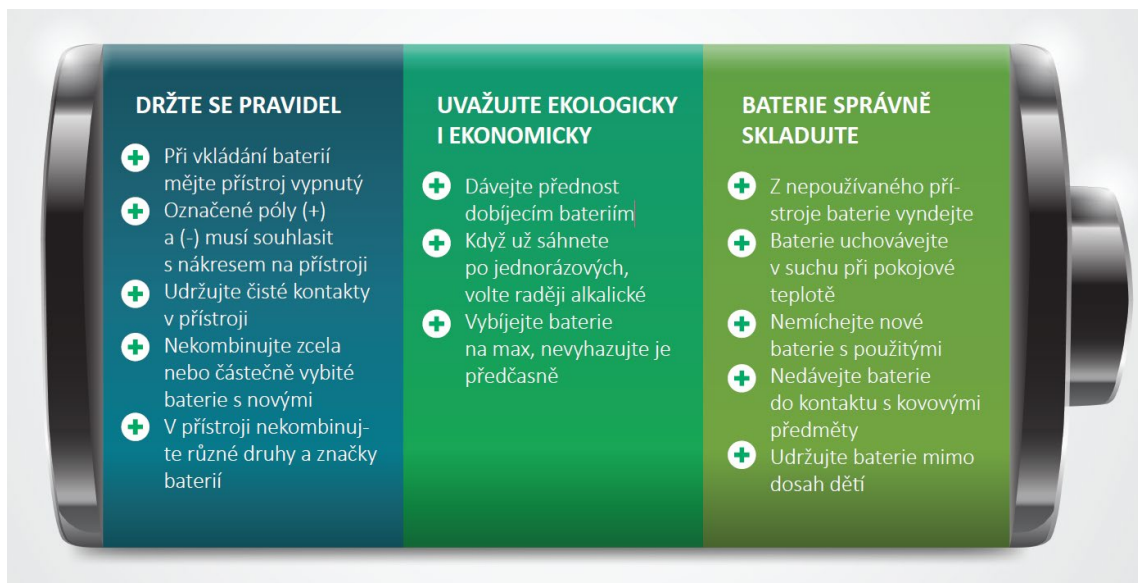 DRŽTE SE PRAVIDEL
Při vkládání baterií
mějte přístroj vypnutý
Označené póly (+)
a (-) musí souhlasit
s nákresem na přístroji
Udržujte čisté kontakty
v přístroji
Nekombinujte zcela
nebo částečně vybité
baterie s novými
V přístroji nekombinuj-
te různé druhy a značky
baterií
UVAŽUJTE EKOLOGICKY
I EKONOMICKY
Dávejte přednost
dobíjecím bateriím
Když už sáhnete
po jednorázových,
volte raději alkalické
Vybíjejte baterie
na max, nevyhazujte je
předčasně
BATERIE SPRÁVNĚ
SKLADUJTE
Z nepoužívaného pří-
stroje baterie vyndejte
Baterie uchovávejte
v suchu při pokojové
teplotě
Nemíchejte nové
baterie s použitými
Nedávejte baterie
do kontaktu s kovovými
předměty
Udržujte baterie mimo
dosah dětí